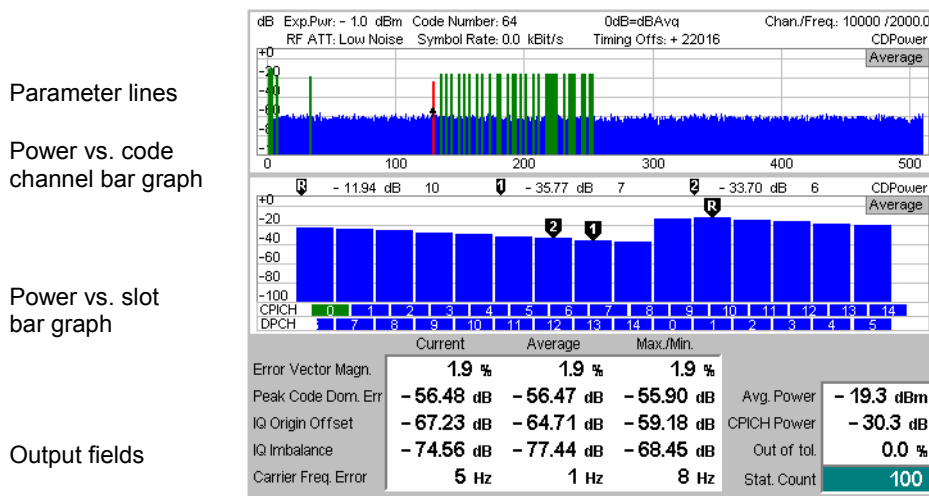 dB Exp.Pwr: - 1.0 dBm Code Number: 64 0dB=dBAvg Chan./Freq.: 10000 /2000.0
RF ATT: Low Noise Symbol Rate: 0.0 kBit/s Timing Offs: + 22016 CDPower
+0 Average
-20
-40
-60
0 100 200 300 400 500
Parameter lines
Power vs. code
channel bar graph
R - 11.94 dB 10 1 - 35.77 dB 7 2 - 33.70 dB 6 CDPower
+0 Average
-20 R
-40 2 1
-60
-80
-100
CPICH 0 1 2 3 4 5 6 7 8 9 10 11 12 13 14
DPCH 7 8 9 10 11 12 13 14 0 1 2 3 4 5
Power vs. slot
bar graph
Current Average Max./Min.
Error Vector Magn. 1.9 % 1.9 % 1.9 %
Peak Code Dom. Err - 56.48 dB - 56.47 dB - 55.90 dB Avg. Power - 19.3 dBm
IQ Origin Offset - 67.23 dB - 64.71 dB - 59.18 dB CPICH Power - 30.3 dB
IQ Imbalance - 74.56 dB - 77.44 dB - 68.45 dB Out of tol. 0.0 %
Carrier Freq. Error 5 Hz 1 Hz 8 Hz Stat. Count 100
Output fields